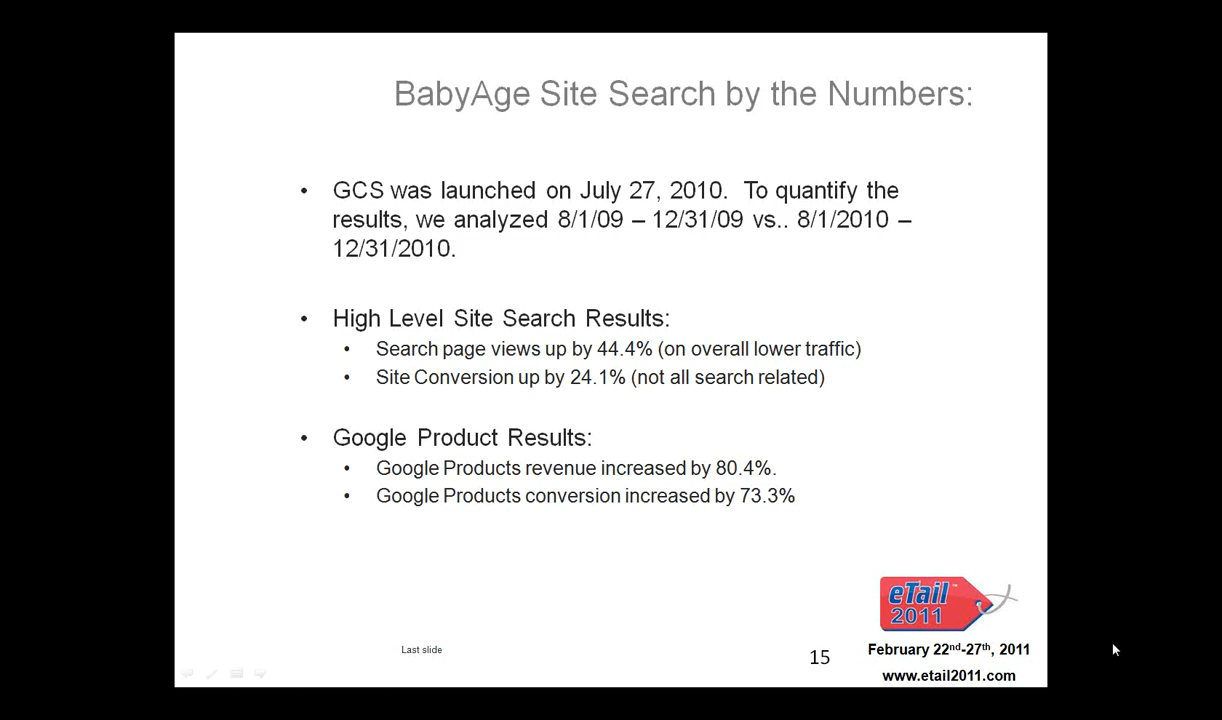 BabyAge Site Search by the Numbers:
• GCS was launched on July 27, 2010. To quantify the
results, we analyzed 8/1/09 – 12/31/09 vs.. 8/1/2010 –
12/31/2010.
• High Level Site Search Results:
• Search page views up by 44.4% (on overall lower traffic)
• Site Conversion up by 24.1% (not all search related)
• Google Product Results:
• Google Products revenue increased by 80.4%.
• Google Products conversion increased by 73.3%
eTail™
2011
Last slide
15
February 22nd-27th, 2011
www.etail2011.com